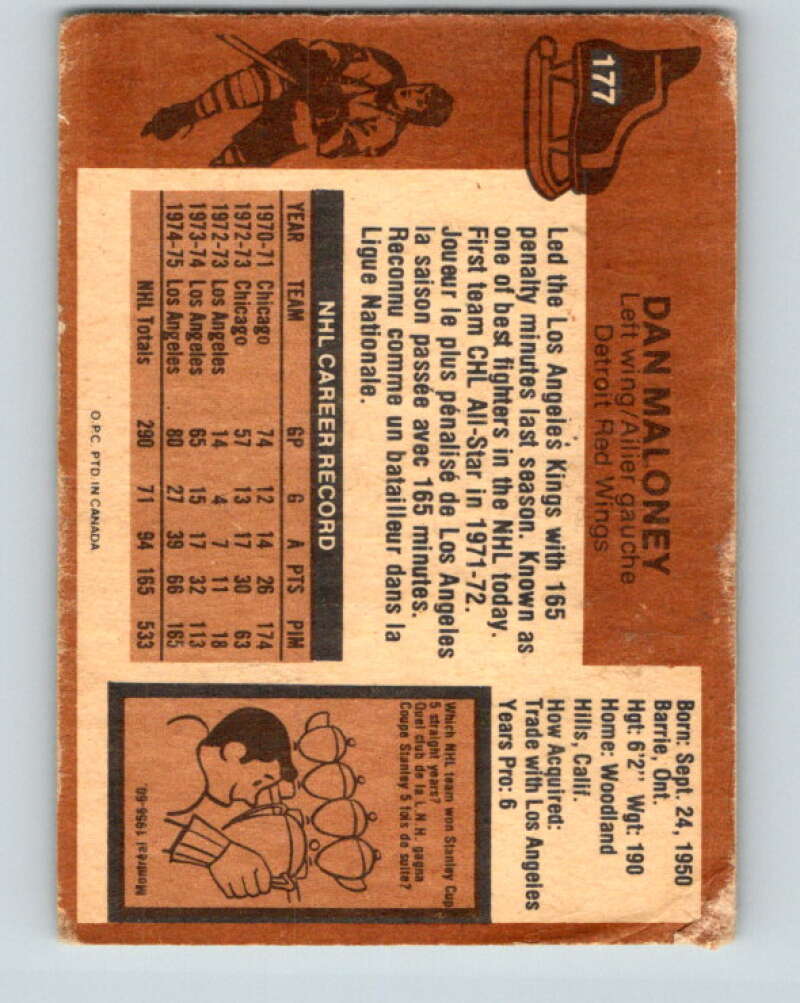 177
DAN MALONEY
Left wing/Ailier gauche
Detroit Red Wings
Born: Sept. 24, 1950
Barrie, Ont.
Hgt: 6'2" Wgt: 190
Home: Woodland
Hills, Calif.
How Acquired:
Trade with Los Angeles
Years Pro: 6
Led the Los Angeles Kings with 165
penalty minutes last season. Known as
one of best fighters in the NHL today.
First team CHL All-Star in 1971-72.
Joueur le plus pénalisé de Los Angeles
la saison passée avec 165 minutes.
Reconnu comme un batailleur dans la
Ligue Nationale.
NHL CAREER RECORD
YEAR TEAM GP G A PTS PIM
1970-71 Chicago 74 12 14 26 174
1972-73 Chicago 57 13 17 30 63
1972-73 Los Angeles 14 4 7 11 18
1973-74 Los Angeles 65 15 17 32 113
1974-75 Los Angeles 80 27 39 66 165
NHL Totals 290 71 94 165 533
Which NHL team won Stanley Cup
5 straight years?
Quel club de la L.N.H. gagna
Coupe Stanley 5 fois de suite?
Montreal 1956-60.
O.P.C. PTD. IN CANADA